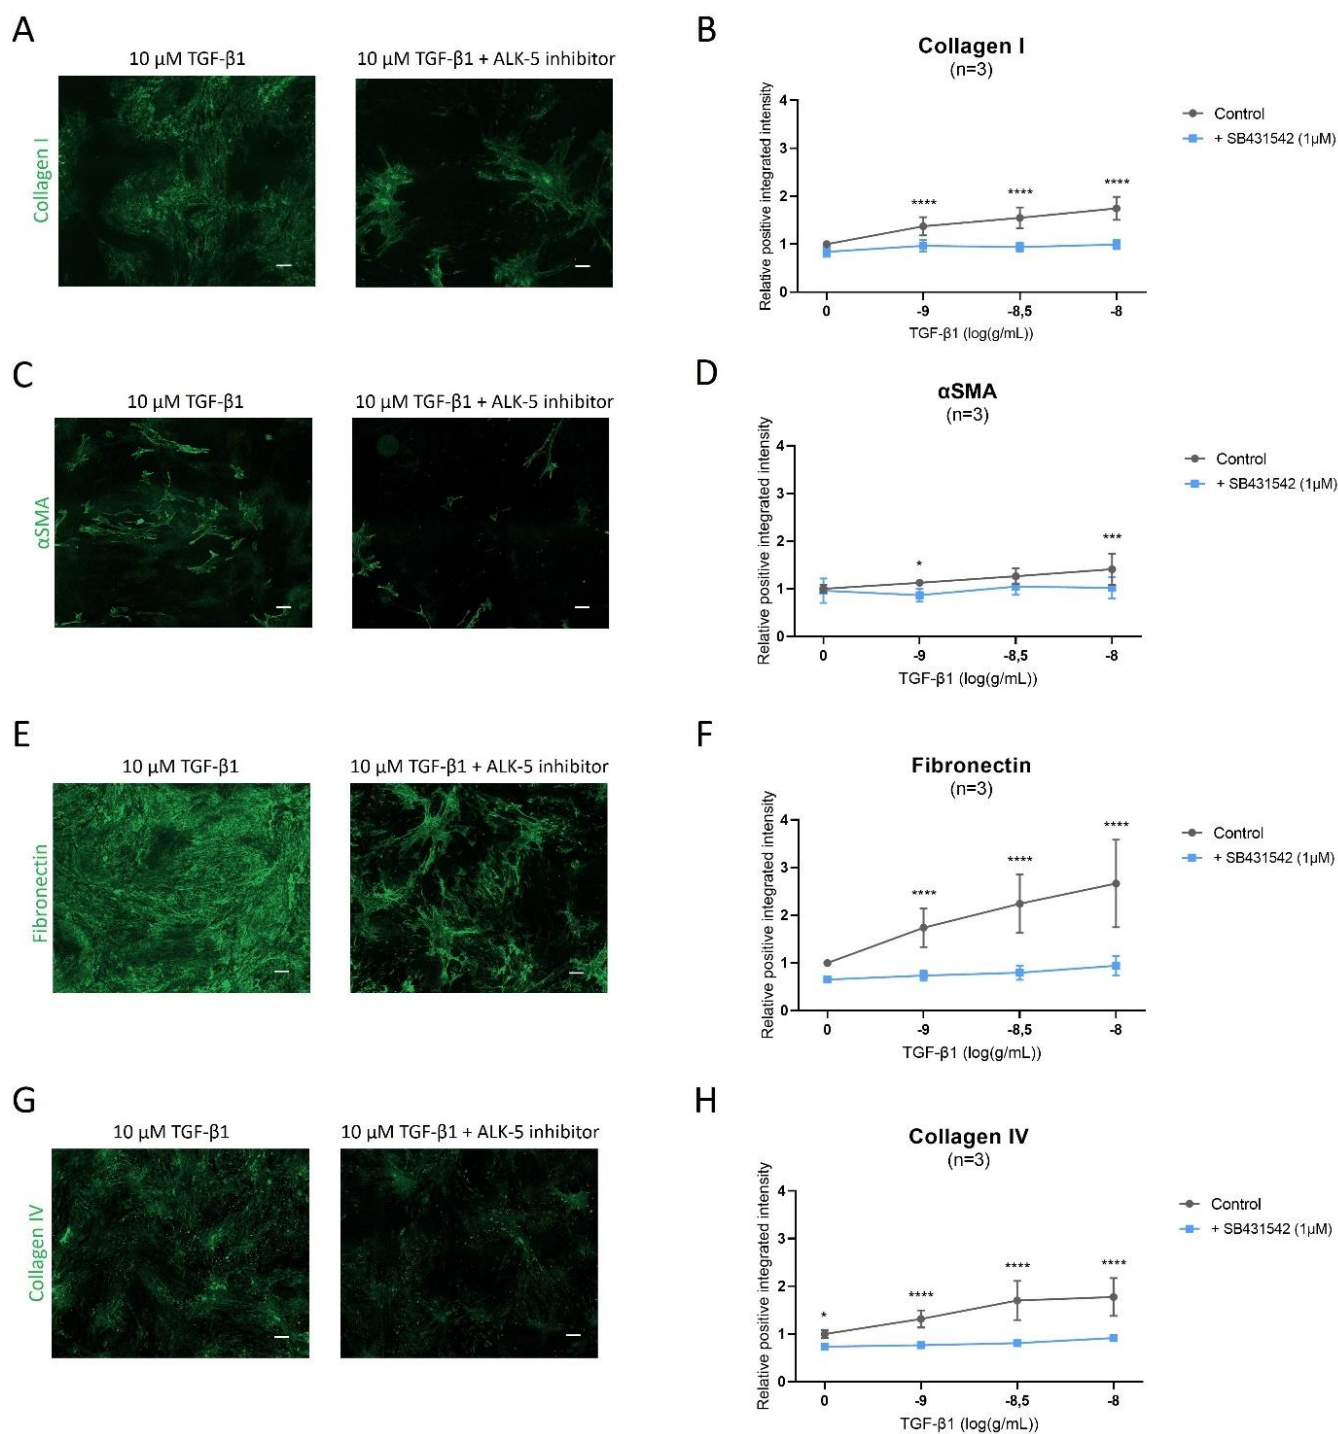 A
10 µM TGF-β1
10 µM TGF-β1 + ALK-5 inhibitor
Collagen I
B
Collagen I
(n=3)
Relative positive integrated intensity
4
3
2
1
0
**** **** ****
0 -9 -8,5 -8
TGF-β1 (log(g/mL))
Control
+ SB431542 (1µM)
C
10 µM TGF-β1
10 µM TGF-β1 + ALK-5 inhibitor
αSMA
D
αSMA
(n=3)
Relative positive integrated intensity
4
3
2
1
0
* ***
0 -9 -8,5 -8
TGF-β1 (log(g/mL))
Control
+ SB431542 (1µM)
E
10 µM TGF-β1
10 µM TGF-β1 + ALK-5 inhibitor
Fibronectin
F
Fibronectin
(n=3)
Relative positive integrated intensity
4
3
2
1
0
**** **** ****
0 -9 -8,5 -8
TGF-β1 (log(g/mL))
Control
+ SB431542 (1µM)
G
10 µM TGF-β1
10 µM TGF-β1 + ALK-5 inhibitor
Collagen IV
H
Collagen IV
(n=3)
Relative positive integrated intensity
4
3
2
1
0
* **** **** ****
0 -9 -8,5 -8
TGF-β1 (log(g/mL))
Control
+ SB431542 (1µM)